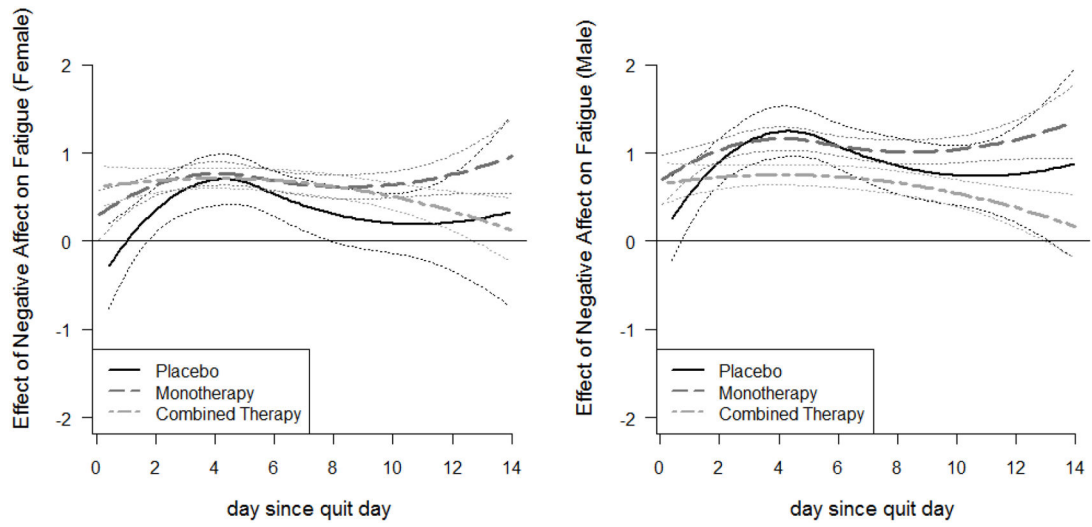 Effect of Negative Affect on Fatigue (Female)
2
1
0
-1
-2
Placebo
Monotherapy
Combined Therapy
0 2 4 6 8 10 12 14
day since quit day
Effect of Negative Affect on Fatigue (Male)
2
1
0
-1
-2
Placebo
Monotherapy
Combined Therapy
0 2 4 6 8 10 12 14
day since quit day